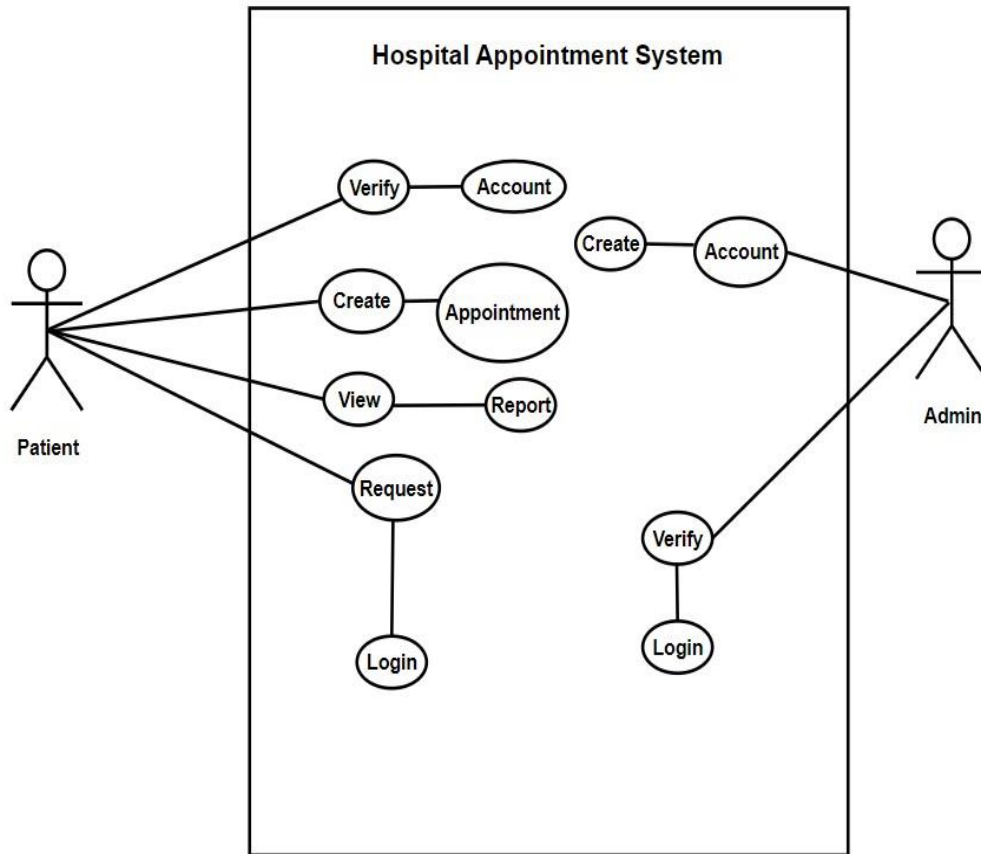 Hospital Appointment System
Verify
Account
Create
Account
Create
Appointment
View
Report
Patient
Admin
Request
Verify
Login
Login